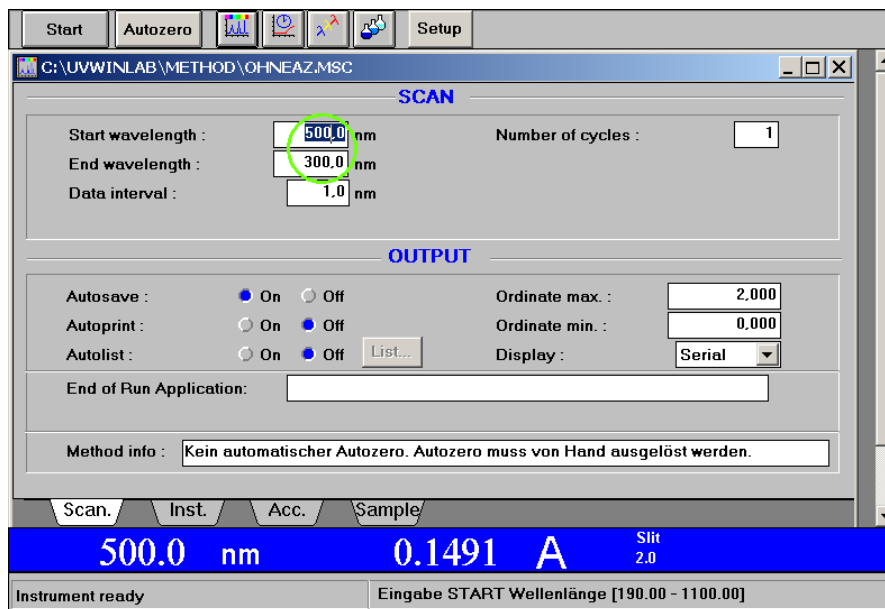 Start Autozero Setup
C:\UVWINLAB\METHOD\OHNEAZ.MSC
SCAN
Start wavelength : 500,0 nm Number of cycles : 1
End wavelength : 300,0 nm
Data interval : 1,0 nm
OUTPUT
Autosave : On Off Ordinate max. : 2,000
Autoprint : On Off Ordinate min. : 0,000
Autolist : On Off List... Display : Serial
End of Run Application:
Method info : Kein automatischer Autozero. Autozero muss von Hand ausgelöst werden.
Scan. Inst. Acc. Sample
500.0 nm 0.1491 A Slit
2.0
Instrument ready Eingabe START Wellenlänge [190.00 - 1100.00]